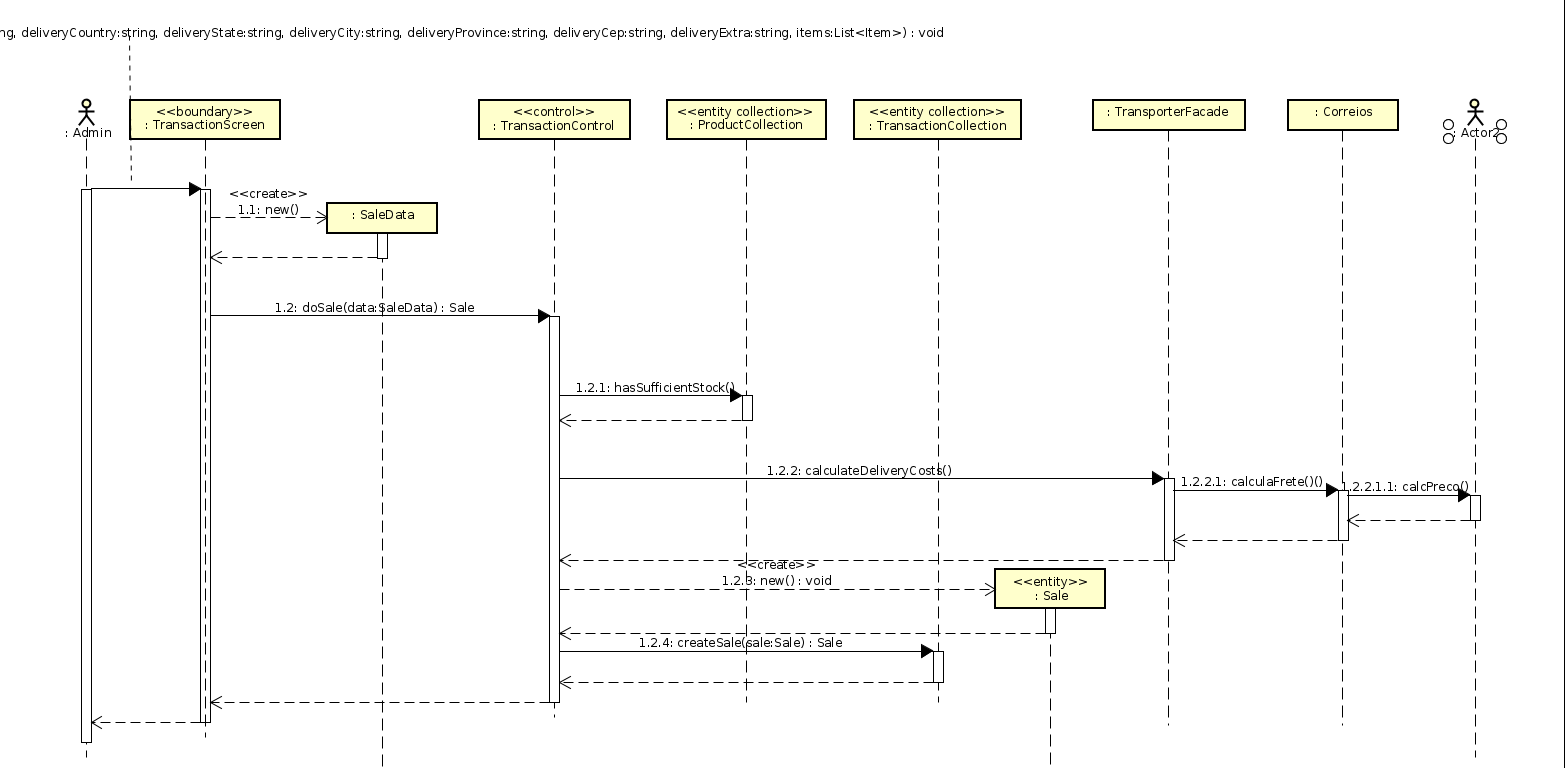 ng, deliveryCountry:string, deliveryState:string, deliveryCity:string, deliveryProvince:string, deliveryCep:string, deliveryExtra:string, items:List<Item>) : void
: Admin
<<boundary>>
: TransactionScreen
<<control>>
: TransactionControl
<<entity collection>>
: ProductCollection
<<entity collection>>
: TransactionCollection
: TransporterFacade
: Correios
: Actor2
<<create>>
1.1: new()
: SaleData
1.2: doSale(data:SaleData) : Sale
1.2.1: hasSufficientStock()
1.2.2: calculateDeliveryCosts()
1.2.2.1: calculaFrete()()
1.2.2.1.1: calcPreco()
<<create>>
1.2.3: new() : void
<<entity>>
: Sale
1.2.4: createSale(sale:Sale) : Sale